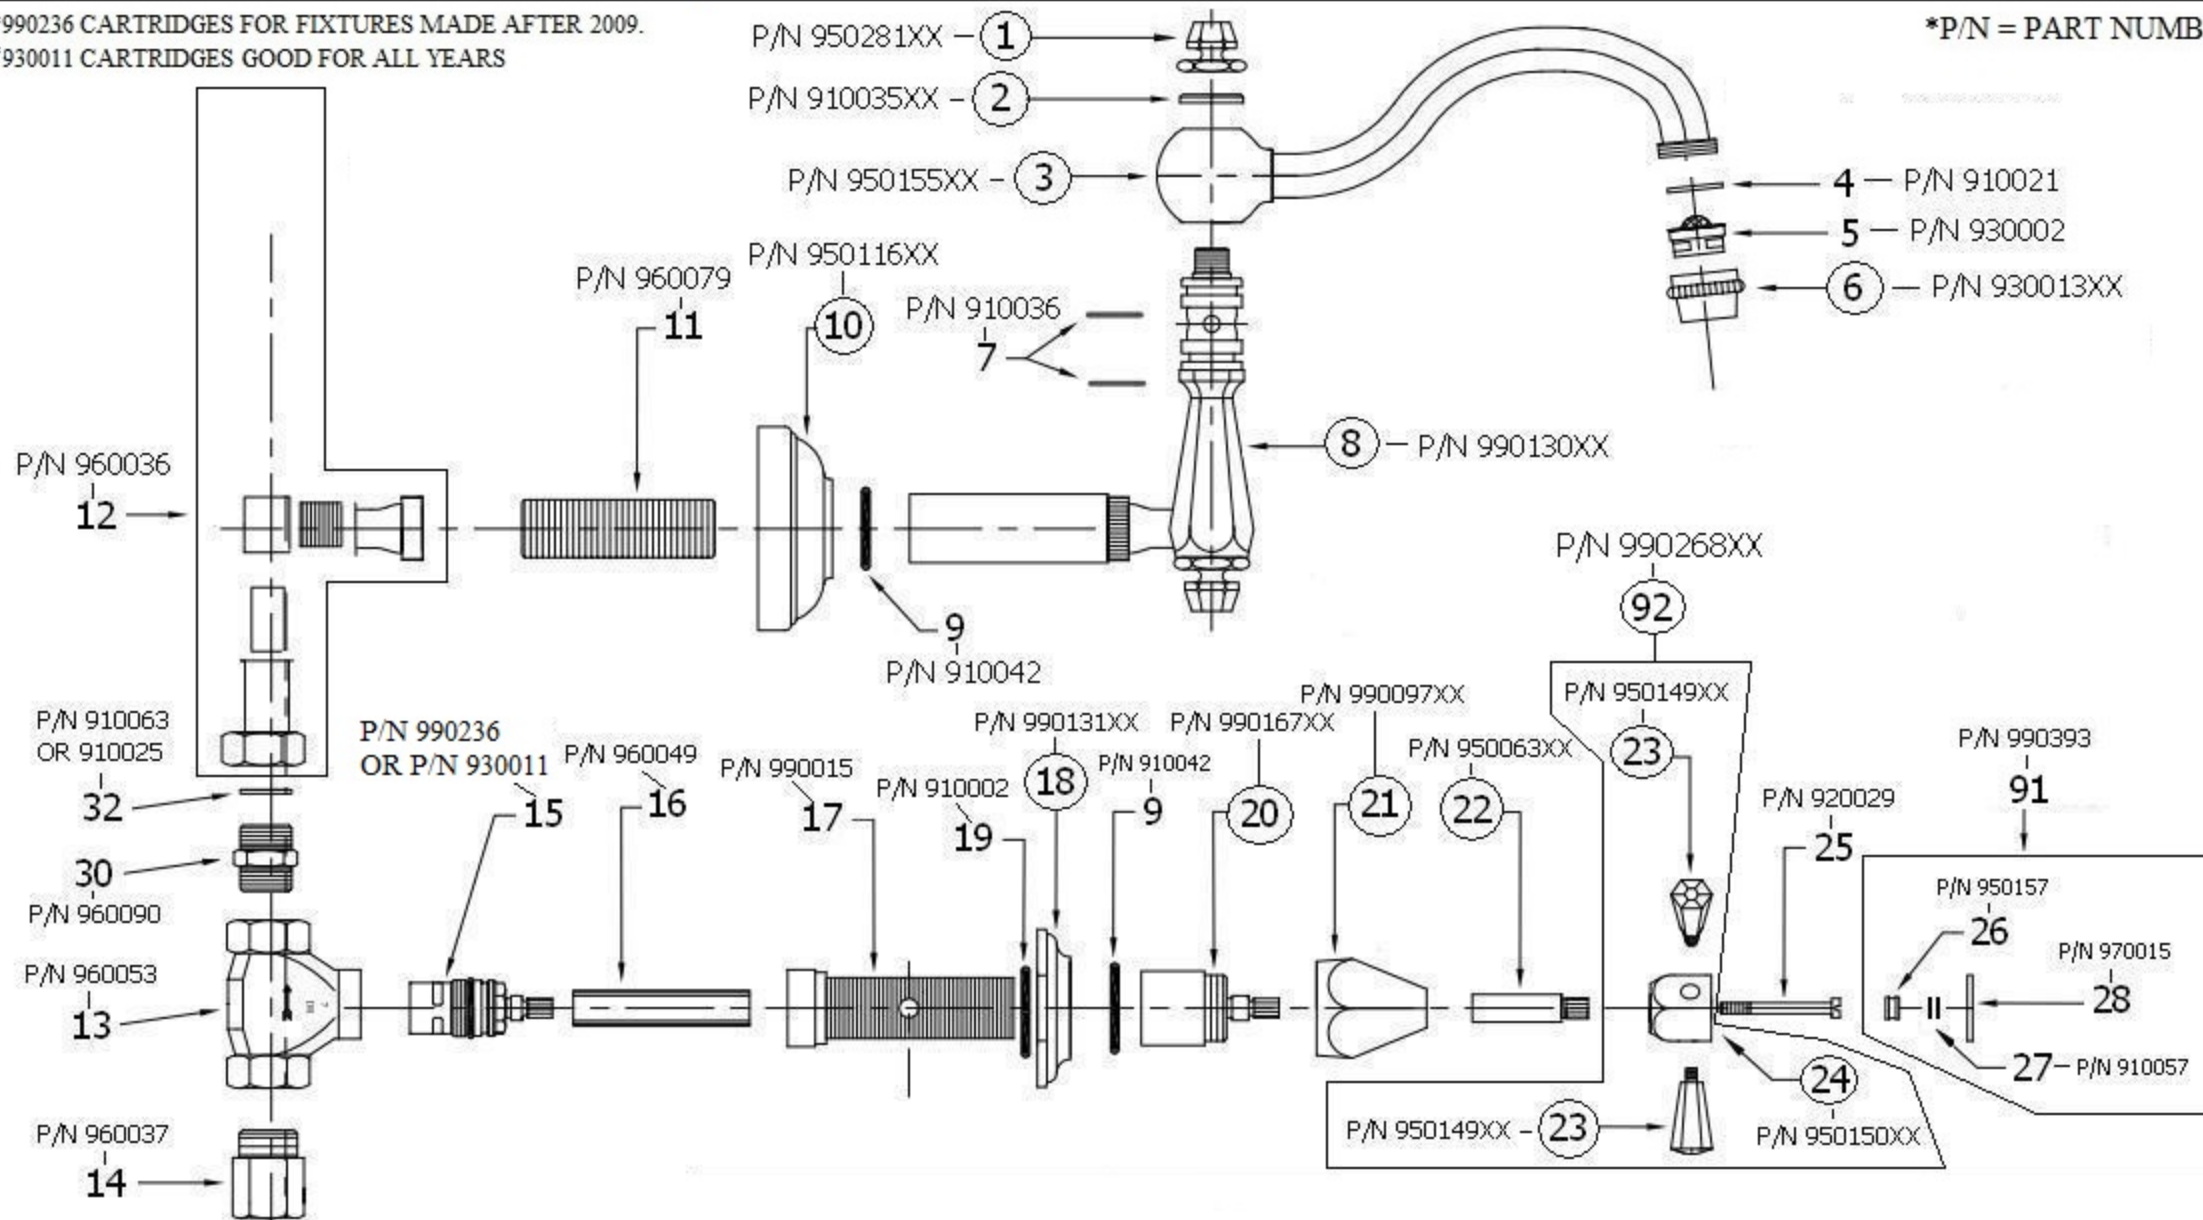 *990236 CARTRIDGES FOR FIXTURES MADE AFTER 2009.
*930011 CARTRIDGES GOOD FOR ALL YEARS
*P/N = PART NUMB
P/N 950281XX – 1
P/N 910035XX – 2
P/N 950155XX – 3
4 — P/N 910021
5 — P/N 930002
6 — P/N 930013XX
P/N 950116XX
10
P/N 960079
11
P/N 910036
7
8 — P/N 990130XX
P/N 960036
12
9
P/N 910042
P/N 990268XX
92
P/N 910063
OR 910025
32
P/N 990236
OR P/N 930011
15
P/N 960049
16
P/N 990015
17
P/N 910002
19
P/N 990131XX
18
P/N 910042
9
P/N 990167XX
20
P/N 990097XX
21
P/N 950063XX
22
P/N 950149XX
23
P/N 920029
25
P/N 990393
91
30
P/N 960090
P/N 950157
26
P/N 970015
28
27 – P/N 910057
P/N 960053
13
24
P/N 950150XX
P/N 950149XX – 23
P/N 960037
14